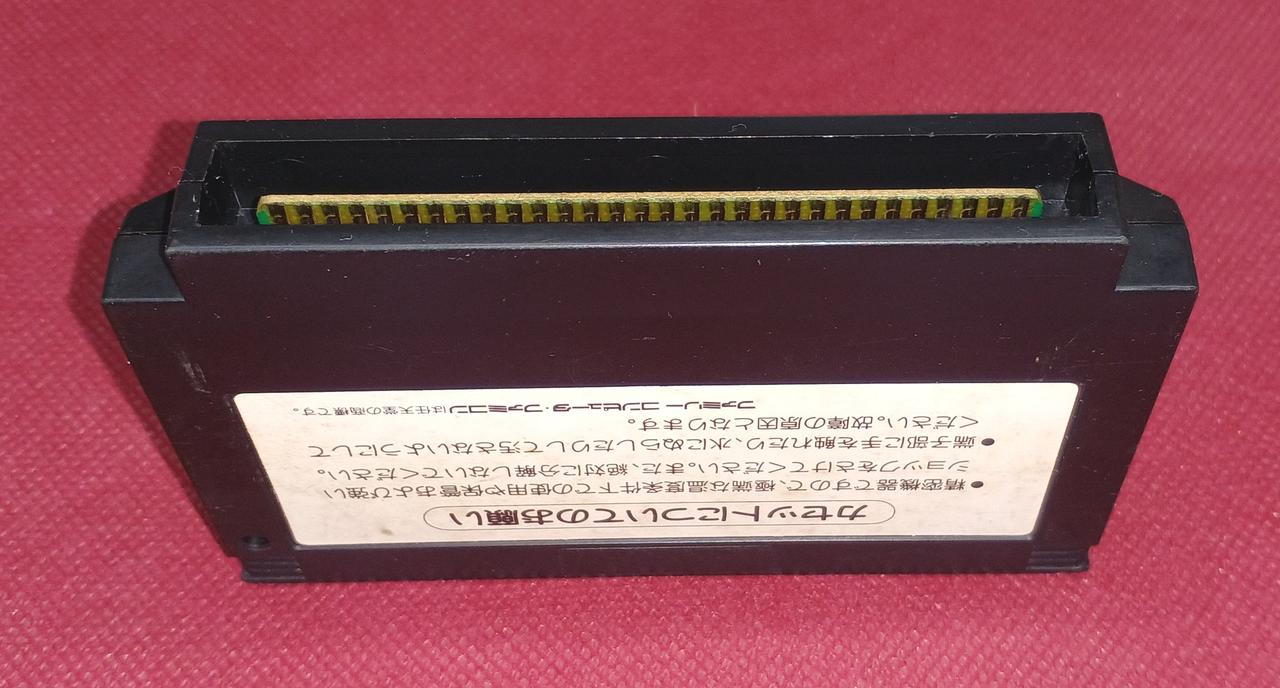 カセットについてのお願い
●精密機器ですので、極端な温度条件下での使用や保管および強い
ショックをさけてください。また、絶対に分解しないでください。
●端子部に手を触れたり、水にぬらしたりして汚さないようにして
ください。故障の原因となります。
ファミリーコンピュータ・ファミコンは任天堂の商標です。